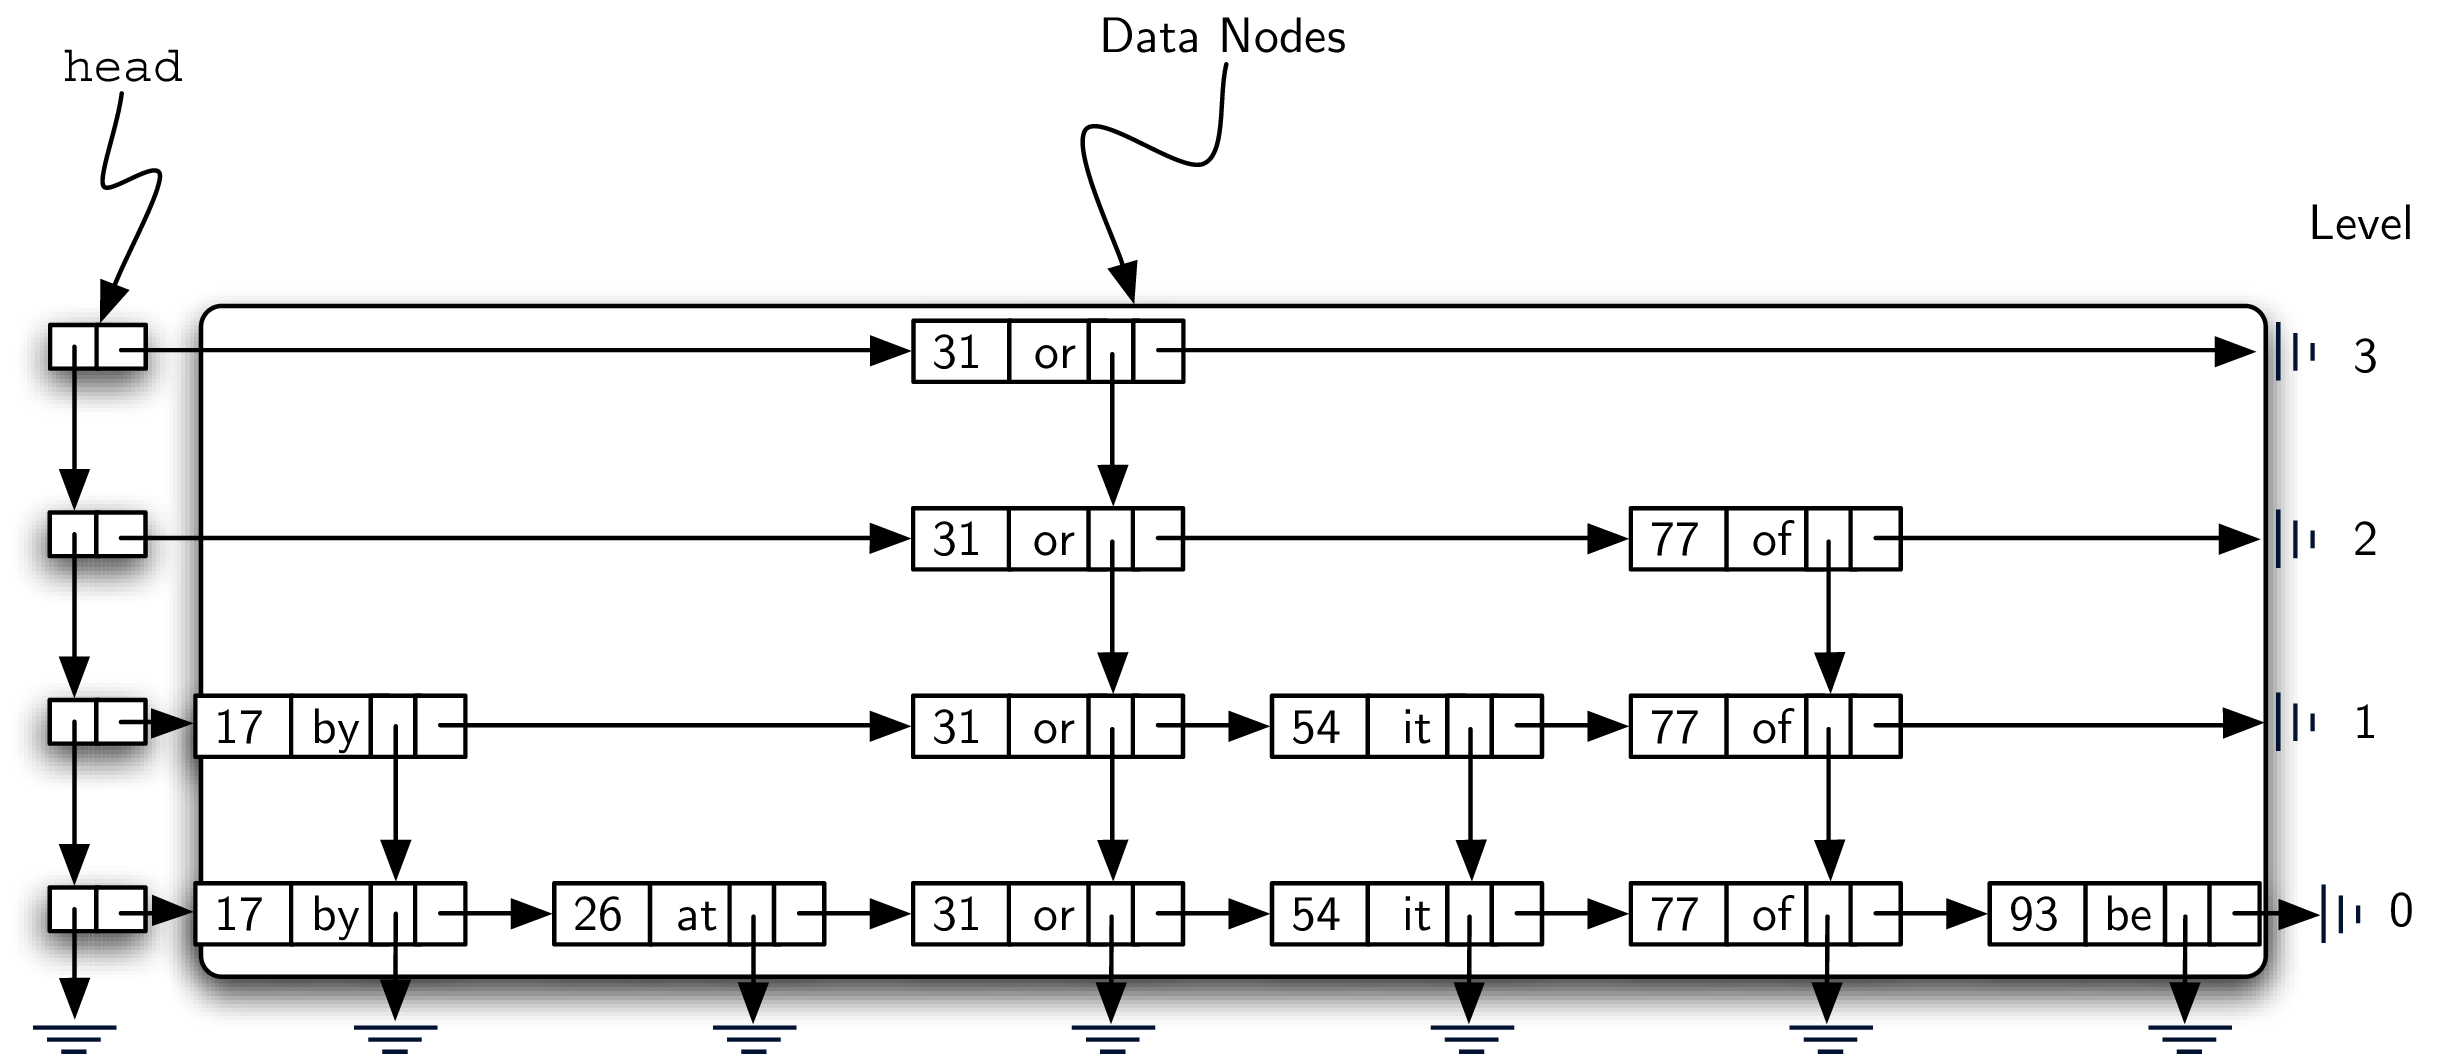 Data Nodes
head
Level
31 or 3
31 or 77 of 2
17 by 31 or 54 it 77 of 1
17 by 26 at 31 or 54 it 77 of 93 be 0